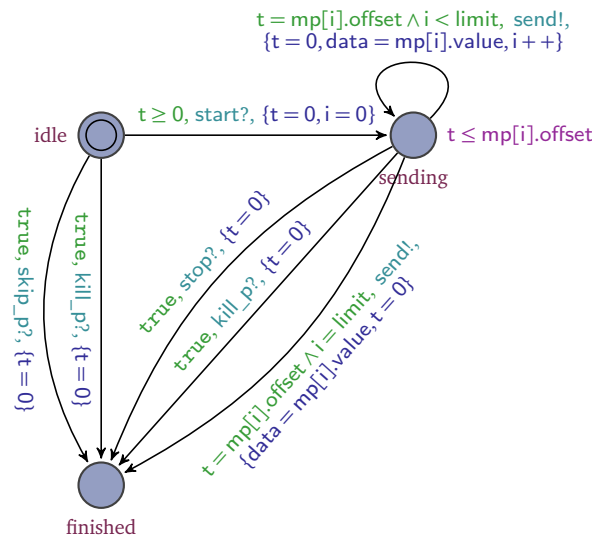 t = mp[i].offset ∧ i < limit, send!,
{t = 0, data = mp[i].value, i + +}
t ≥ 0, start?, {t = 0, i = 0}
idle
t ≤ mp[i].offset
sending
true, skip_p?, {t = 0}
true, kill_p?, {t = 0}
true, stop?, {t = 0}
true, kill_p?, {t = 0}
t = mp[i].offset ∧ i = limit, send!,
{data = mp[i].value, t = 0}
finished